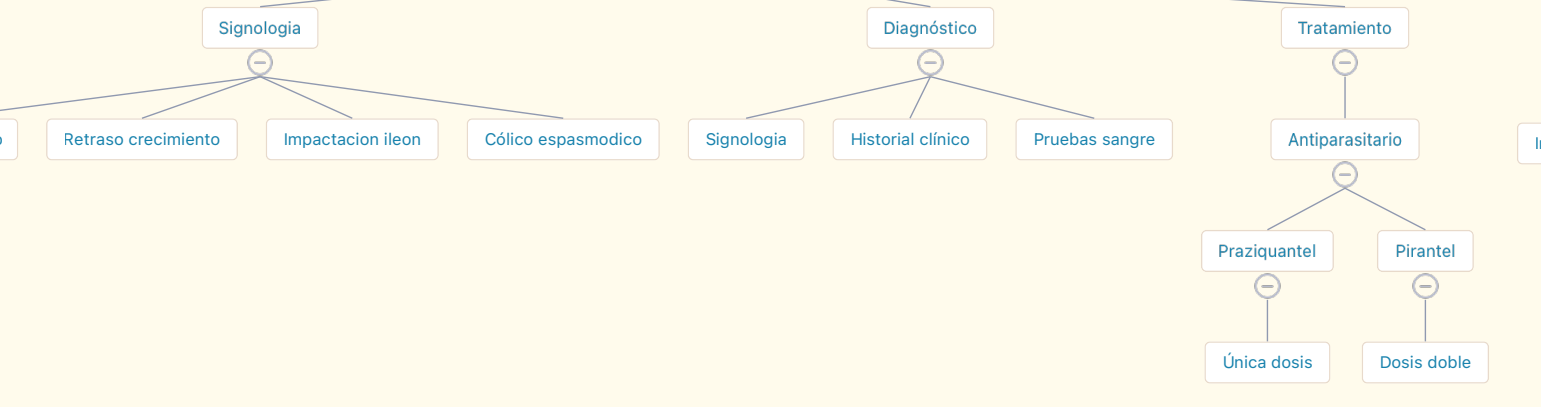 Signologia
Diagnóstico
Tratamiento
Retraso crecimiento
Impactacion ileon
Cólico espasmodico
Signologia
Historial clínico
Pruebas sangre
Antiparasitario
Praziquantel
Pirantel
Única dosis
Dosis doble